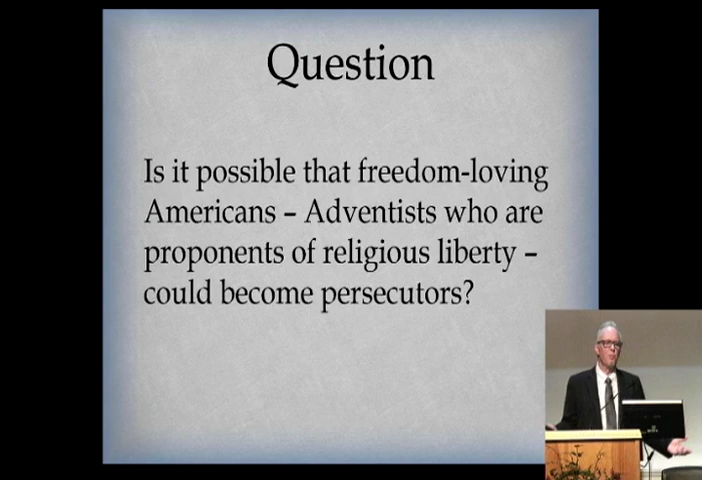 Question
Is it possible that freedom-loving
Americans – Adventists who are
proponents of religious liberty –
could become persecutors?